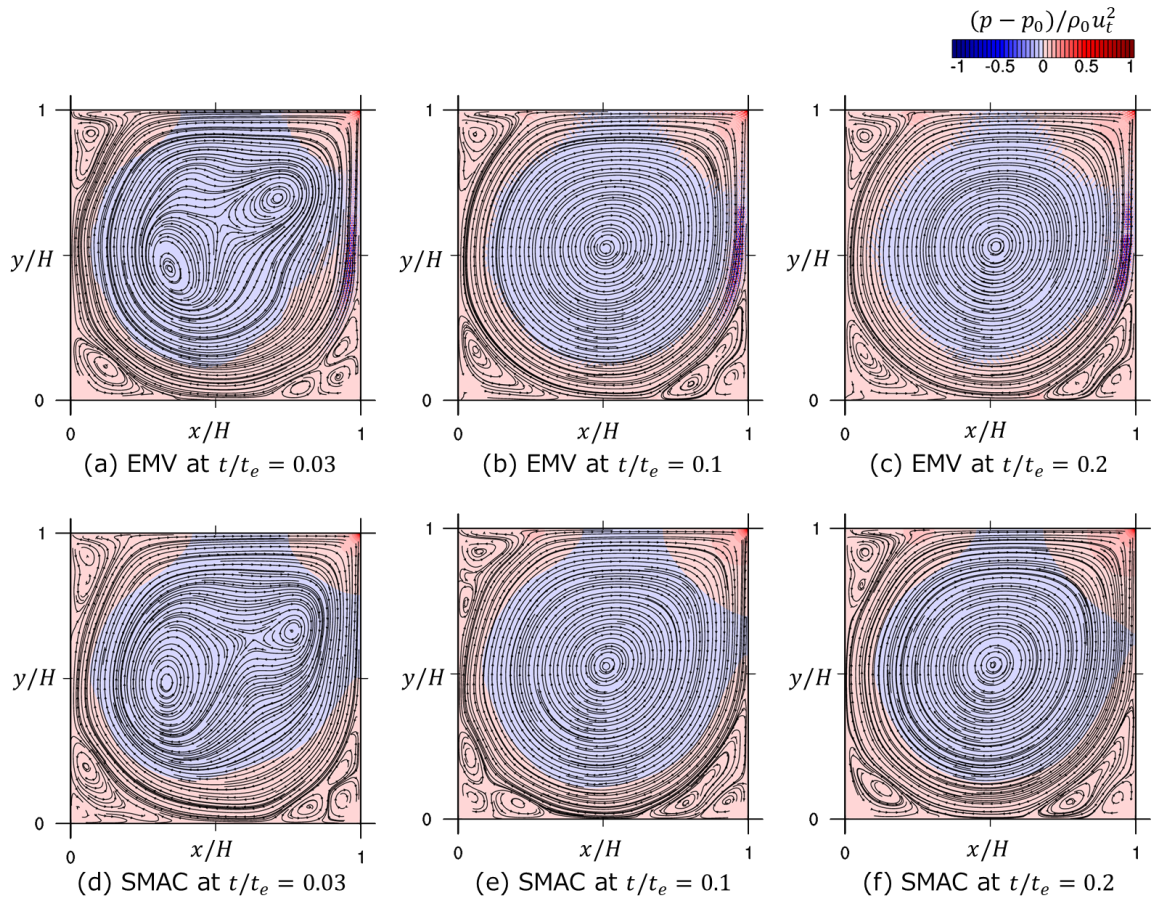 (p − p₀)/ρ₀u²ₜ
-1 -0.5 0 0.5 1
1 1 1
y/H y/H y/H
0 0 0
0 x/H 1 0 x/H 1 0 x/H 1
(a) EMV at t/tₑ = 0.03 (b) EMV at t/tₑ = 0.1 (c) EMV at t/tₑ = 0.2
1 1 1
y/H y/H y/H
0 0 0
0 x/H 1 0 x/H 1 0 x/H 1
(d) SMAC at t/tₑ = 0.03 (e) SMAC at t/tₑ = 0.1 (f) SMAC at t/tₑ = 0.2